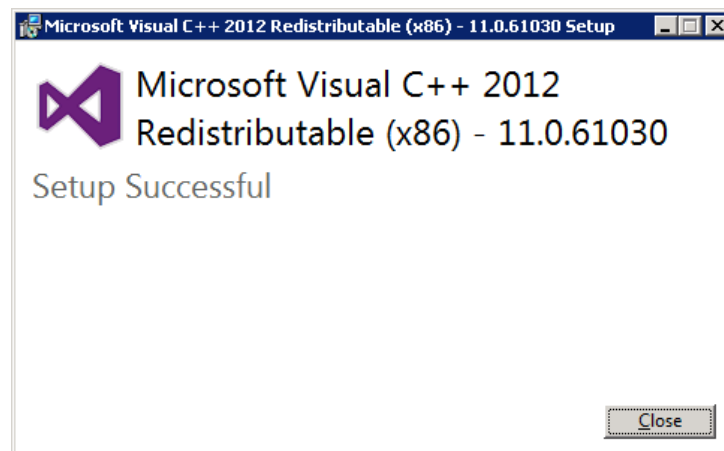 Microsoft Visual C++ 2012 Redistributable (x86) - 11.0.61030 Setup
Microsoft Visual C++ 2012
Redistributable (x86) - 11.0.61030
Setup Successful
Close